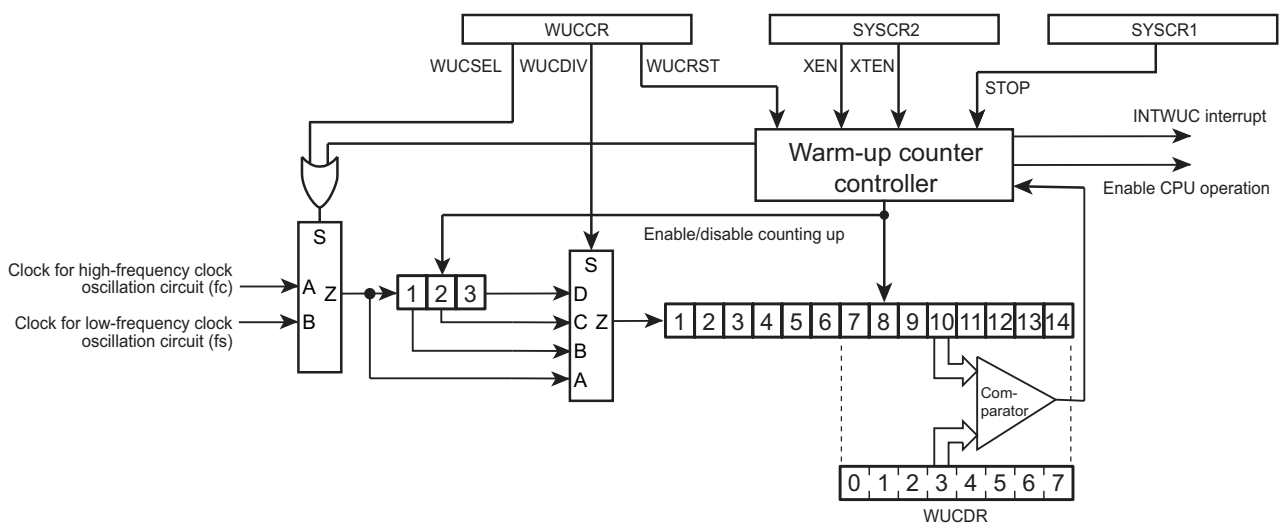 WUCCR
SYSCR2
SYSCR1
WUCSEL
WUCDIV
WUCRST
XEN
XTEN
STOP
INTWUC interrupt
Warm-up counter
controller
Enable CPU operation
S
Enable/disable counting up
S
Clock for high-frequency clock
oscillation circuit (fc)
A
Z
B
1 2 3
D
C
Z
B
A
Clock for low-frequency clock
oscillation circuit (fs)
1 2 3 4 5 6 7 8 9 10 11 12 13 14
Com-
parator
0 1 2 3 4 5 6 7
WUCDR